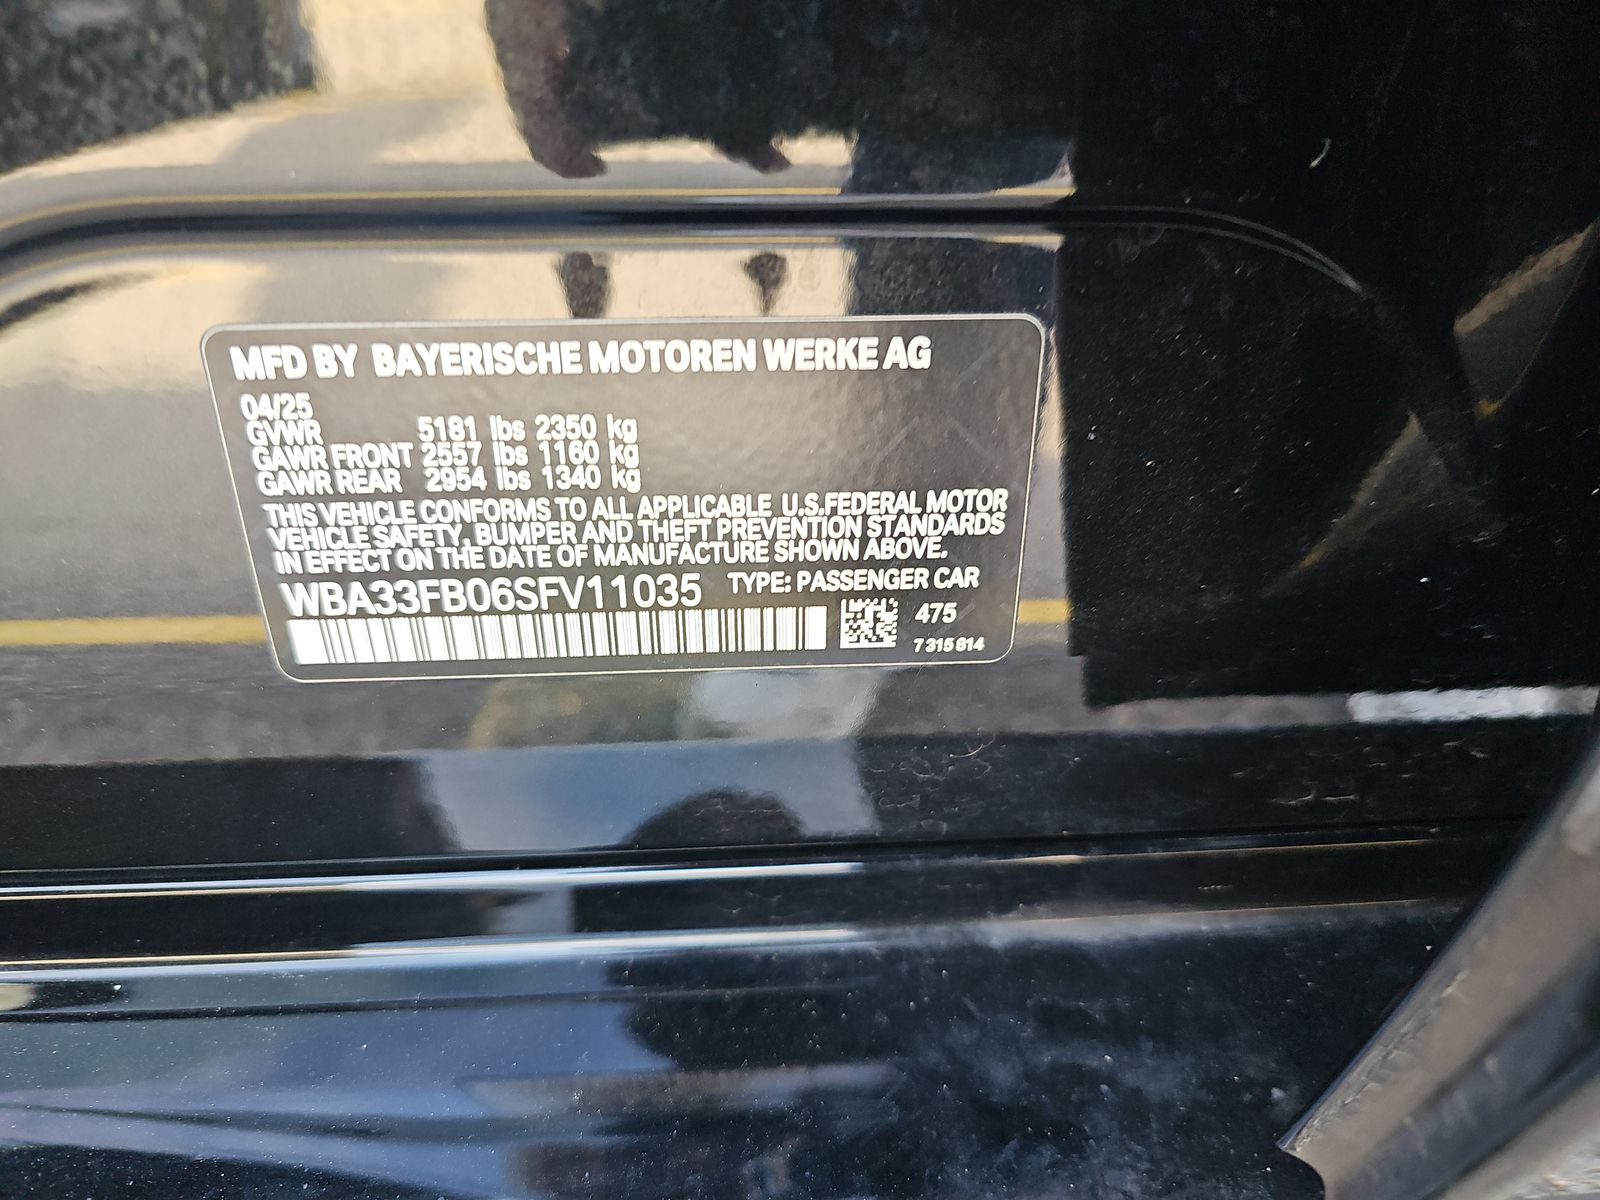 MFD BY BAYERISCHE MOTOREN WERKE AG
04/25
GVWR 5181 lbs 2350 kg
GAWR FRONT 2557 lbs 1160 kg
GAWR REAR 2954 lbs 1340 kg
THIS VEHICLE CONFORMS TO ALL APPLICABLE U.S.FEDERAL MOTOR
VEHICLE SAFETY, BUMPER AND THEFT PREVENTION STANDARDS
IN EFFECT ON THE DATE OF MANUFACTURE SHOWN ABOVE.
WBA33FB06SFV11035 TYPE: PASSENGER CAR
475
7 315 814